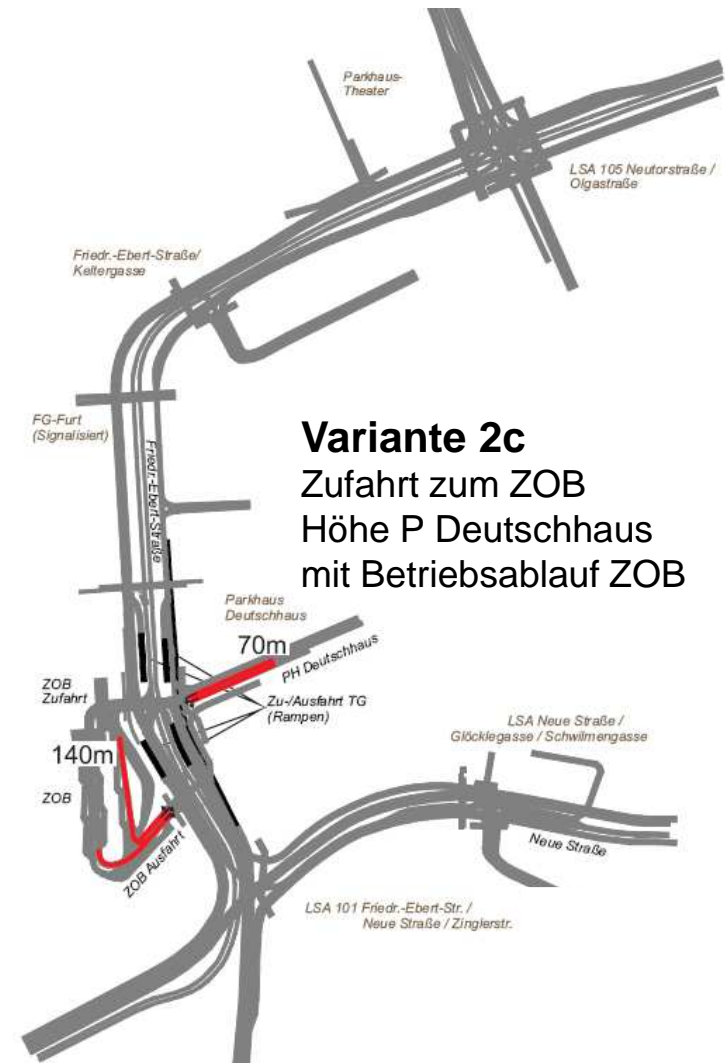 Parkhaus-
Theater
LSA 105 Neutorstraße /
Olgastraße
Friedr.-Ebert-Straße/
Keltergasse
FG-Furt
(Signalisiert)
Friedr.-Ebert-Straße
Variante 2c
Zufahrt zum ZOB
Höhe P Deutschhaus
mit Betriebsablauf ZOB
Parkhaus
Deutschhaus
70m
PH Deutschhaus
ZOB
Zufahrt
Zu-/Ausfahrt TG
(Rampen)
140m
ZOB
ZOB Ausfahrt
LSA Neue Straße /
Glöcklegasse / Schwilmengasse
Neue Straße
LSA 101 Friedr.-Ebert-Str. /
Neue Straße / Zinglerstr.